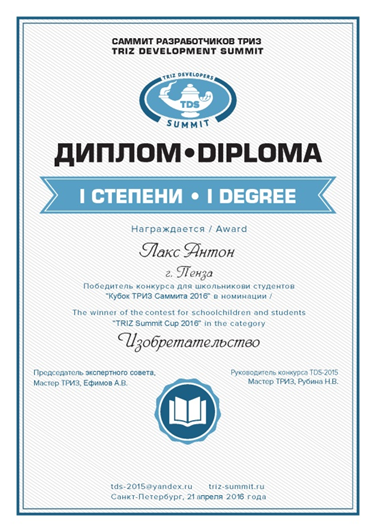 САММИТ РАЗРАБОТЧИКОВ ТРИЗ
TRIZ DEVELOPMENT SUMMIT
TRIZ DEVELOPERS
TDS
SUMMIT
ДИПЛОМ•DIPLOMA
I СТЕПЕНИ • I DEGREE
Награждается / Award
Лакс Антон
г. Пенза
Победитель конкурса для школьникови студентов
"Кубок ТРИЗ Саммита 2016" в номинации /
The winner of the contest for schoolchildren and students
"TRIZ Summit Cup 2016" in the category
Изобретательство
Председатель экспертного совета,
Мастер ТРИЗ, Ефимов А.В.
Руководитель конкурса TDS-2015
Мастер ТРИЗ, Рубина Н.В.
tds-2015@yandex.ru triz-summit.ru
Санкт-Петербург, 21 апреля 2016 года